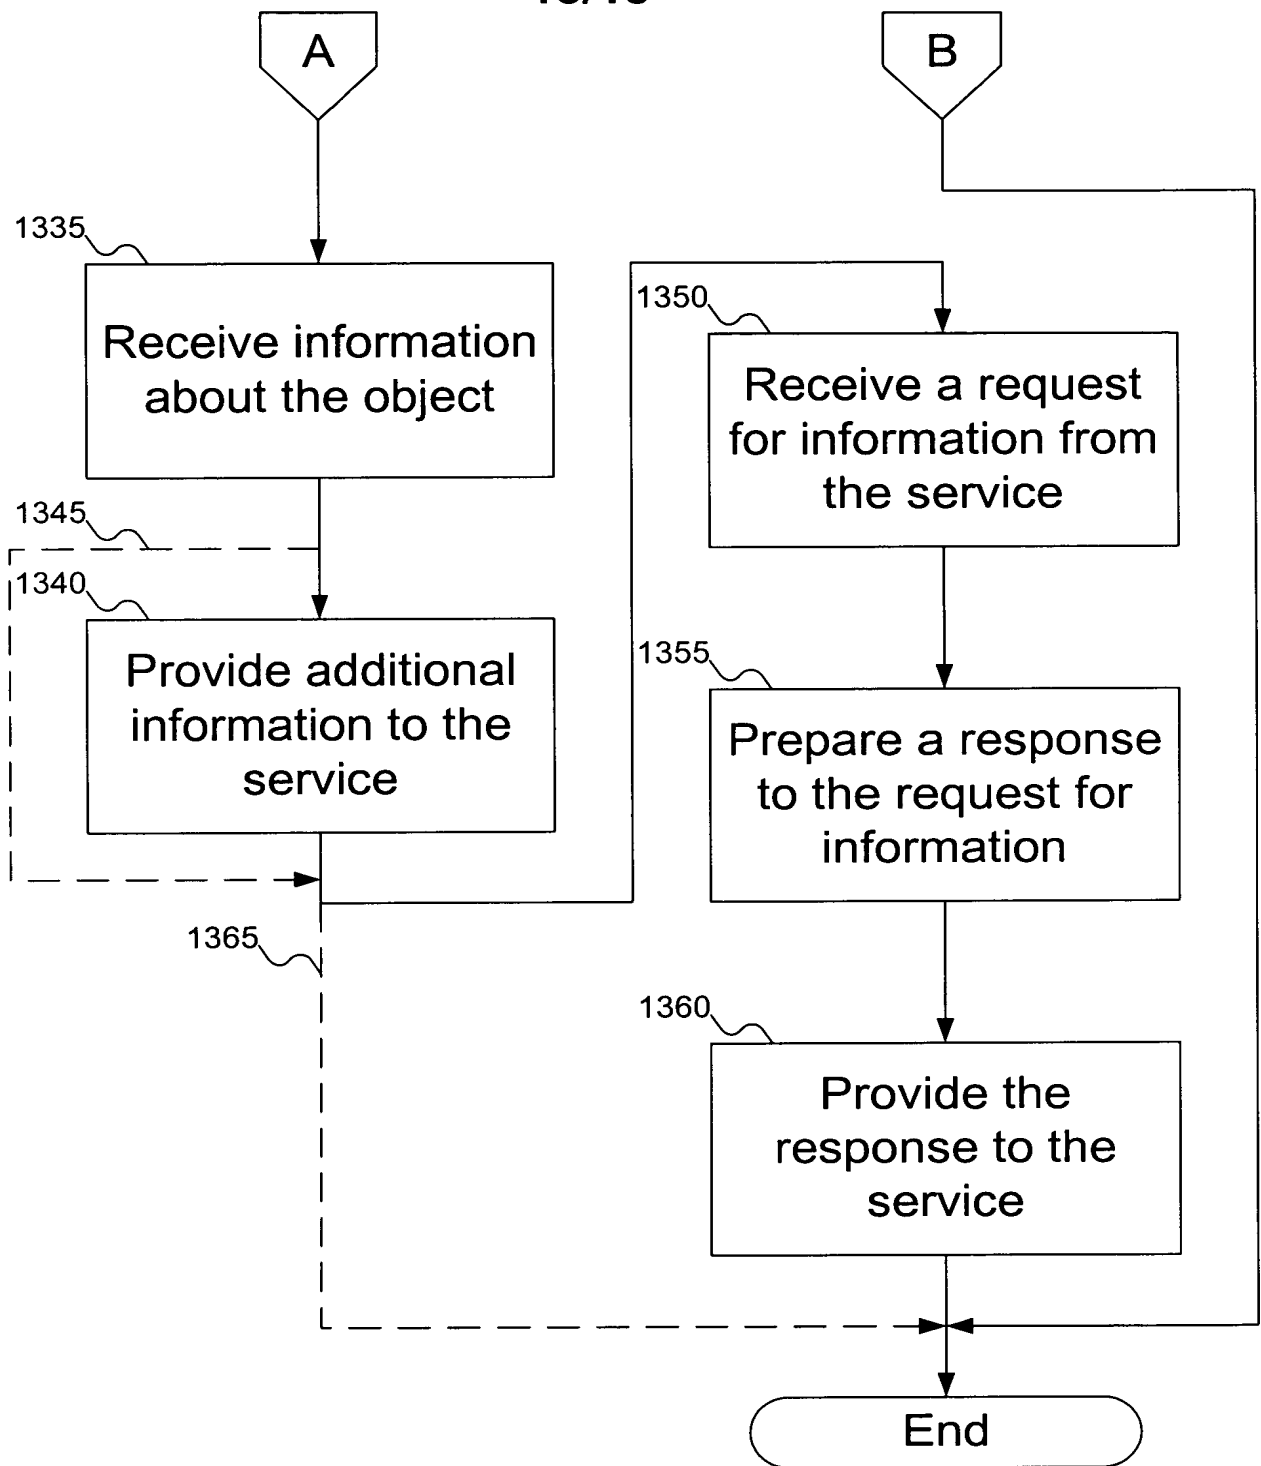 A
B
1335
Receive information
about the object
1345
1340
Provide additional
information to the
service
1365
1350
Receive a request
for information from
the service
1355
Prepare a response
to the request for
information
1360
Provide the
response to the
service
End